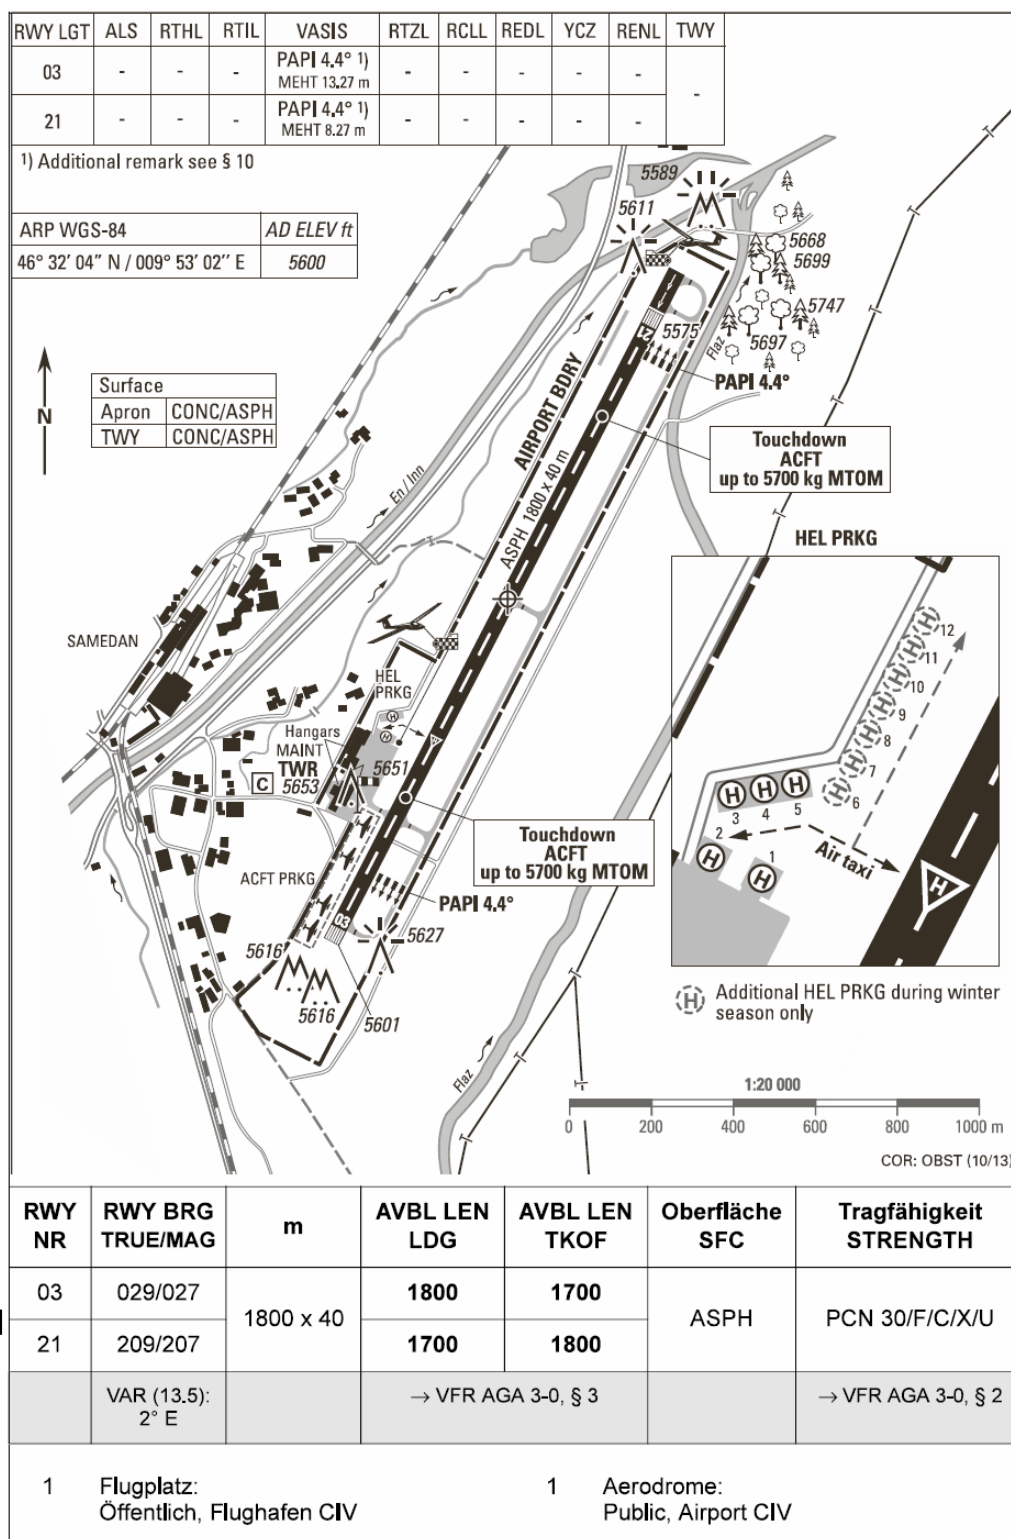 RWY LGT ALS RTHL RTIL VASIS RTZL RCLL REDL YCZ RENL TWY
03 - - - PAPI 4.4° 1) - - - - - -
MEHT 13.27 m
21 - - - PAPI 4.4° 1) - - - - -
MEHT 8.27 m
1) Additional remark see § 10
ARP WGS-84 AD ELEV ft
46° 32′ 04″ N / 009° 53′ 02″ E 5600
N
Surface
Apron CONC/ASPH
TWY CONC/ASPH
5589
5611
5668
5699
5747
5697
5575
21
Flaz
PAPI 4.4°
AIRPORT BDRY
ASPH 1800 x 40 m
Touchdown
ACFT
up to 5700 kg MTOM
En / Inn
SAMEDAN
HEL
PRKG
H
H
H
Hangars
MAINT
TWR
5653
5651
C
Touchdown
ACFT
up to 5700 kg MTOM
ACFT PRKG
PAPI 4.4°
03
5627
5616
5616
5601
Flaz
HEL PRKG
H 12
H 11
H 10
H 9
H 8
H 7
H 6
H H H
3 4 5
2 H
1 H
Air taxi
H
H Additional HEL PRKG during winter
season only
1:20 000
0 200 400 600 800 1000 m
COR: OBST (10/13)
RWY NR RWY BRG TRUE/MAG m AVBL LEN LDG AVBL LEN TKOF Oberfläche SFC Tragfähigkeit STRENGTH
03 029/027 1800 x 40 1800 1700 ASPH PCN 30/F/C/X/U
21 209/207 1700 1800
VAR (13.5): → VFR AGA 3-0, § 3 → VFR AGA 3-0, § 2
2° E
1 Flugplatz:
Öffentlich, Flughafen CIV
1 Aerodrome:
Public, Airport CIV